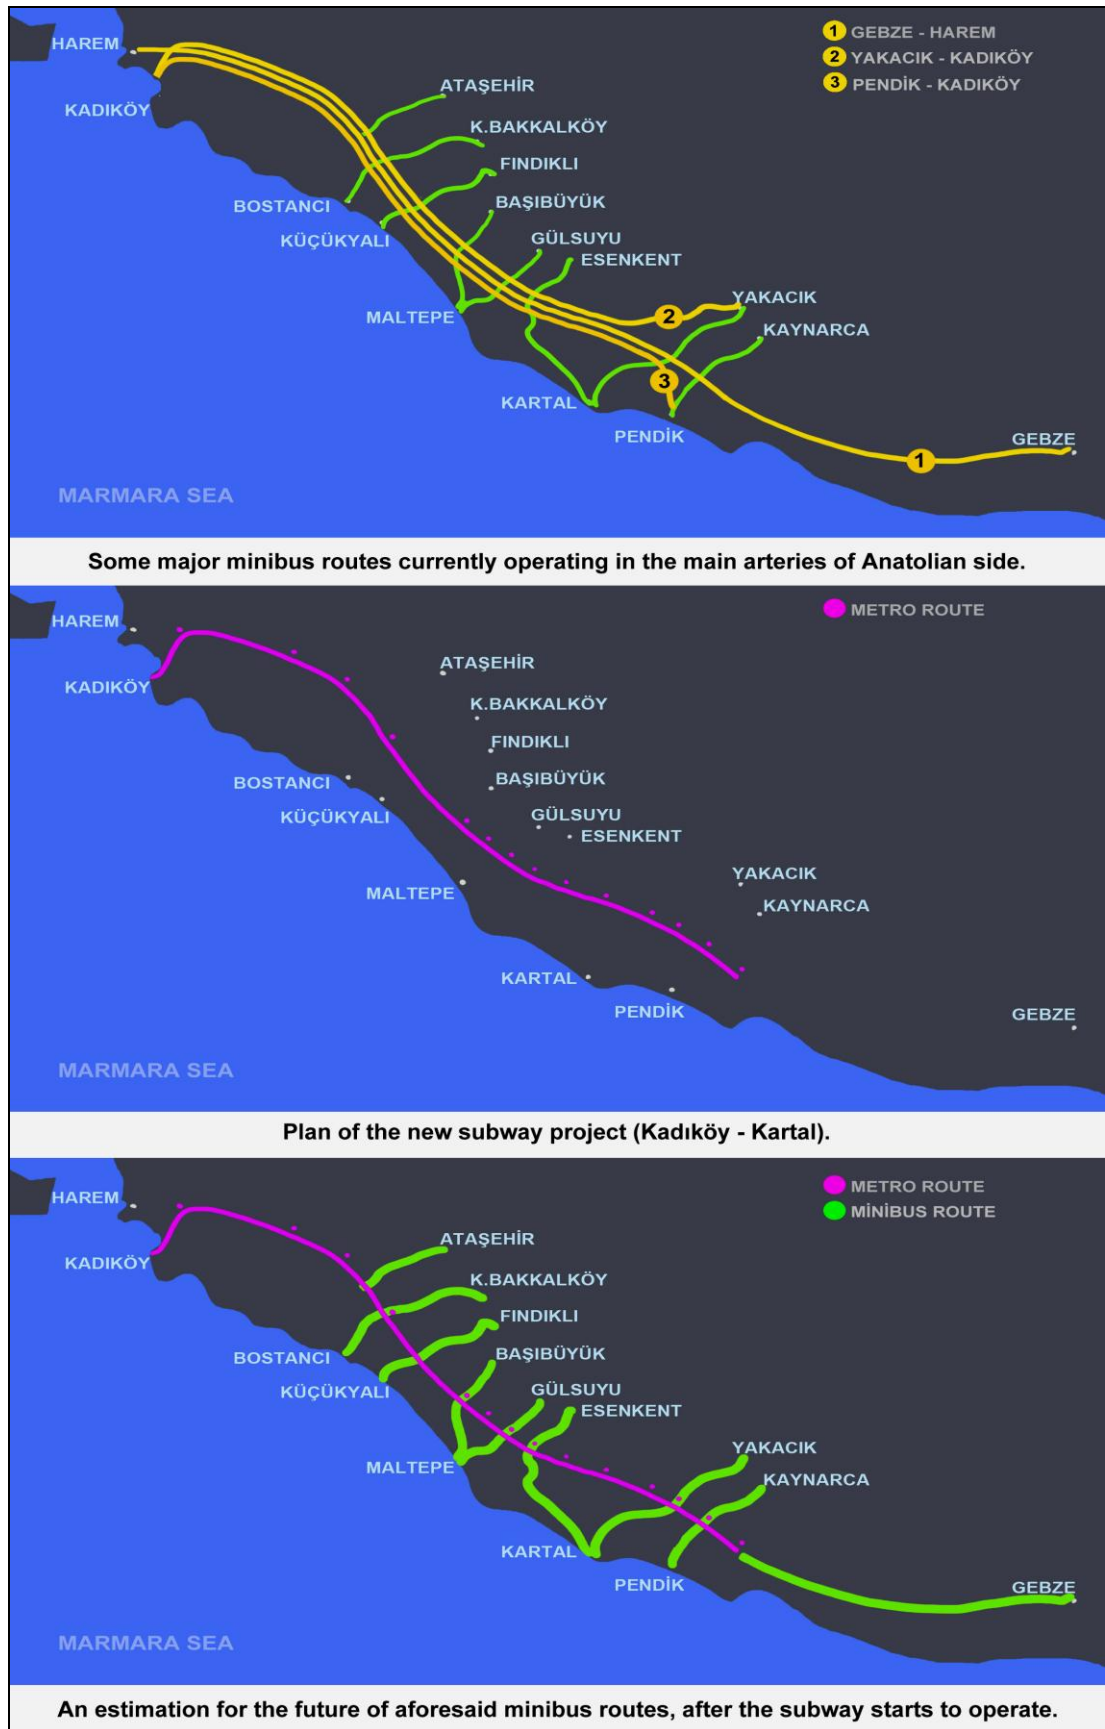 HAREM
1 GEBZE - HAREM
2 YAKACIK - KADIKÖY
3 PENDİK - KADIKÖY
KADIKÖY
ATAŞEHİR
K.BAKKALKÖY
FINDIKLI
BOSTANCI
BAŞIBÜYÜK
KÜÇÜKYALI
GÜLSUYU
ESENKENT
YAKACIK
MALTEPE
2
KAYNARCA
3
KARTAL
PENDİK
GEBZE
1
MARMARA SEA
Some major minibus routes currently operating in the main arteries of Anatolian side.
HAREM
METRO ROUTE
KADIKÖY
ATAŞEHİR
K.BAKKALKÖY
FINDIKLI
BOSTANCI
BAŞIBÜYÜK
KÜÇÜKYALI
GÜLSUYU
ESENKENT
YAKACIK
MALTEPE
KAYNARCA
KARTAL
PENDİK
GEBZE
MARMARA SEA
Plan of the new subway project (Kadıköy - Kartal).
HAREM
METRO ROUTE
MİNİBUS ROUTE
KADIKÖY
ATAŞEHİR
K.BAKKALKÖY
FINDIKLI
BOSTANCI
BAŞIBÜYÜK
KÜÇÜKYALI
GÜLSUYU
ESENKENT
YAKACIK
MALTEPE
KAYNARCA
KARTAL
PENDİK
GEBZE
MARMARA SEA
An estimation for the future of aforesaid minibus routes, after the subway starts to operate.